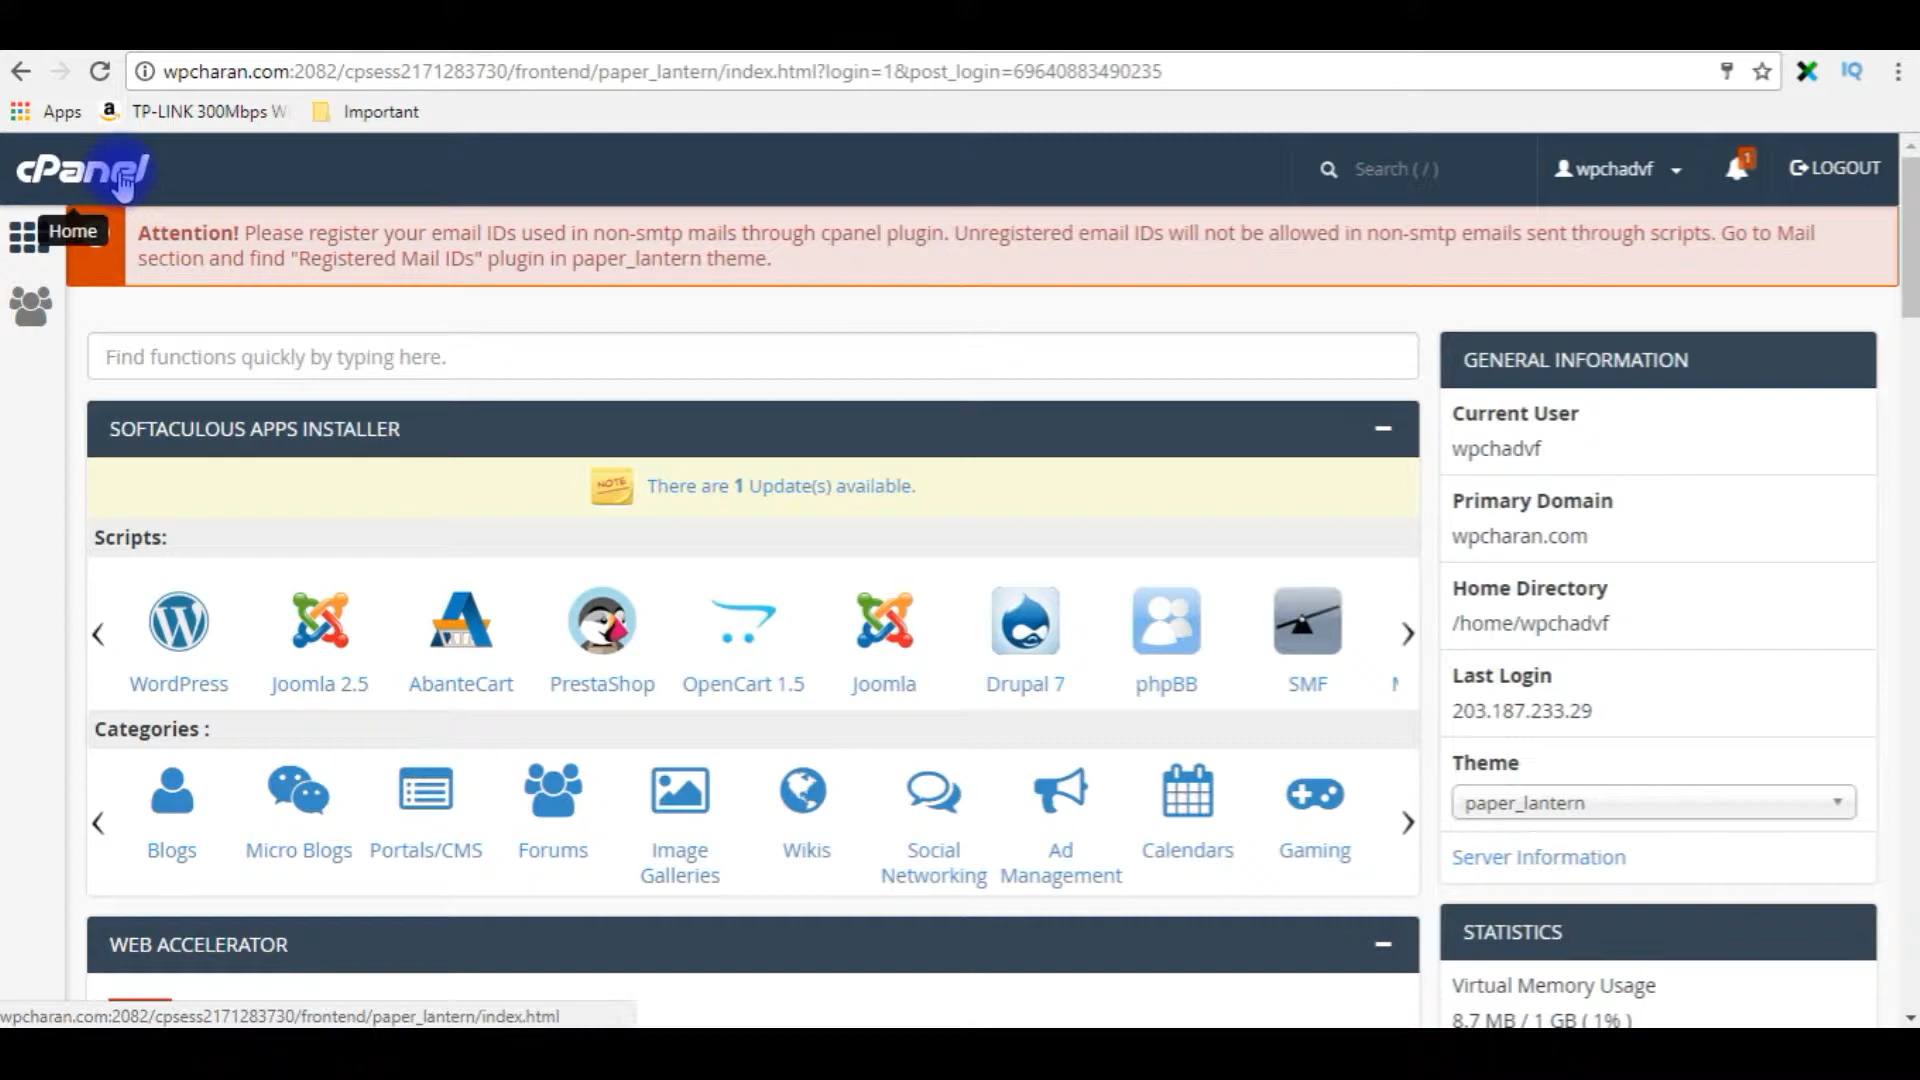 wpcharan.com:2082/cpsess2171283730/frontend/paper_lantern/index.html?login=1&post_login=69640883490235
IQ
Apps
a
TP-LINK 300Mbps W
Important
cPanel
Search ( / )
wpchadvf
1
LOGOUT
Home
Attention! Please register your email IDs used in non-smtp mails through cpanel plugin. Unregistered email IDs will not be allowed in non-smtp emails sent through scripts. Go to Mail
section and find "Registered Mail IDs" plugin in paper_lantern theme.
Find functions quickly by typing here.
SOFTACULOUS APPS INSTALLER
NOTE
There are 1 Update(s) available.
Scripts:
WordPress
Joomla 2.5
AbanteCart
PrestaShop
OpenCart 1.5
Joomla
Drupal 7
phpBB
SMF
Categories :
Blogs
Micro Blogs
Portals/CMS
Forums
Image
Galleries
Wikis
Social
Networking
Ad
Management
Calendars
Gaming
WEB ACCELERATOR
GENERAL INFORMATION
Current User
wpchadvf
Primary Domain
wpcharan.com
Home Directory
/home/wpchadvf
Last Login
203.187.233.29
Theme
paper_lantern
Server Information
STATISTICS
Virtual Memory Usage
8.7 MB / 1 GB ( 1% )
wpcharan.com:2082/cpsess2171283730/frontend/paper_lantern/index.html